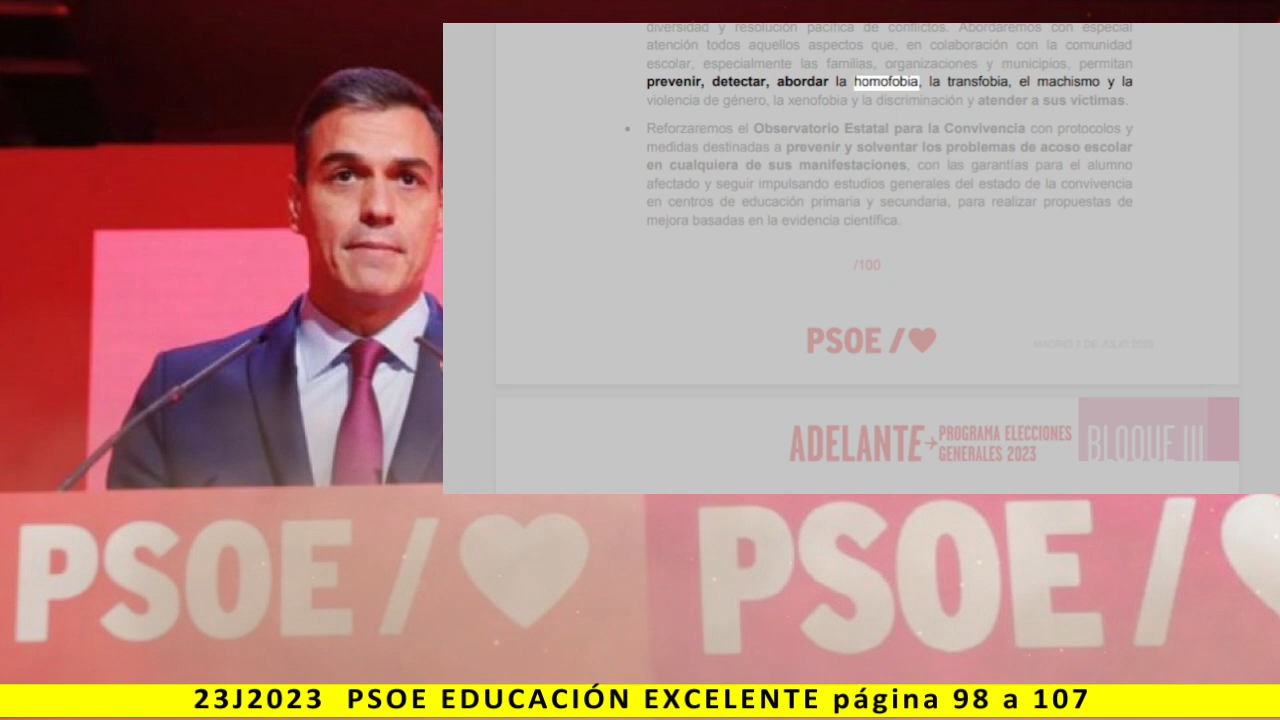 diversidad y resolución pacífica de conflictos. Abordaremos con especial
atención todos aquellos aspectos que, en colaboración con la comunidad
escolar, especialmente las familias, organizaciones y municipios, permitan
prevenir, detectar, abordar la homofobia, la transfobia, el machismo y la
violencia de género, la xenofobia y la discriminación y atender a sus víctimas.
• Reforzaremos el Observatorio Estatal para la Convivencia con protocolos y
medidas destinadas a prevenir y solventar los problemas de acoso escolar
en cualquiera de sus manifestaciones, con las garantías para el alumno
afectado y seguir impulsando estudios generales del estado de la convivencia
en centros de educación primaria y secundaria, para realizar propuestas de
mejora basadas en la evidencia científica.
/100
PSOE /
MADRID 7 DE JULIO 2023
ADELANTE PROGRAMA ELECCIONES
GENERALES 2023
BLOQUE III
PSOE / PSOE /
23J2023 PSOE EDUCACIÓN EXCELENTE página 98 a 107